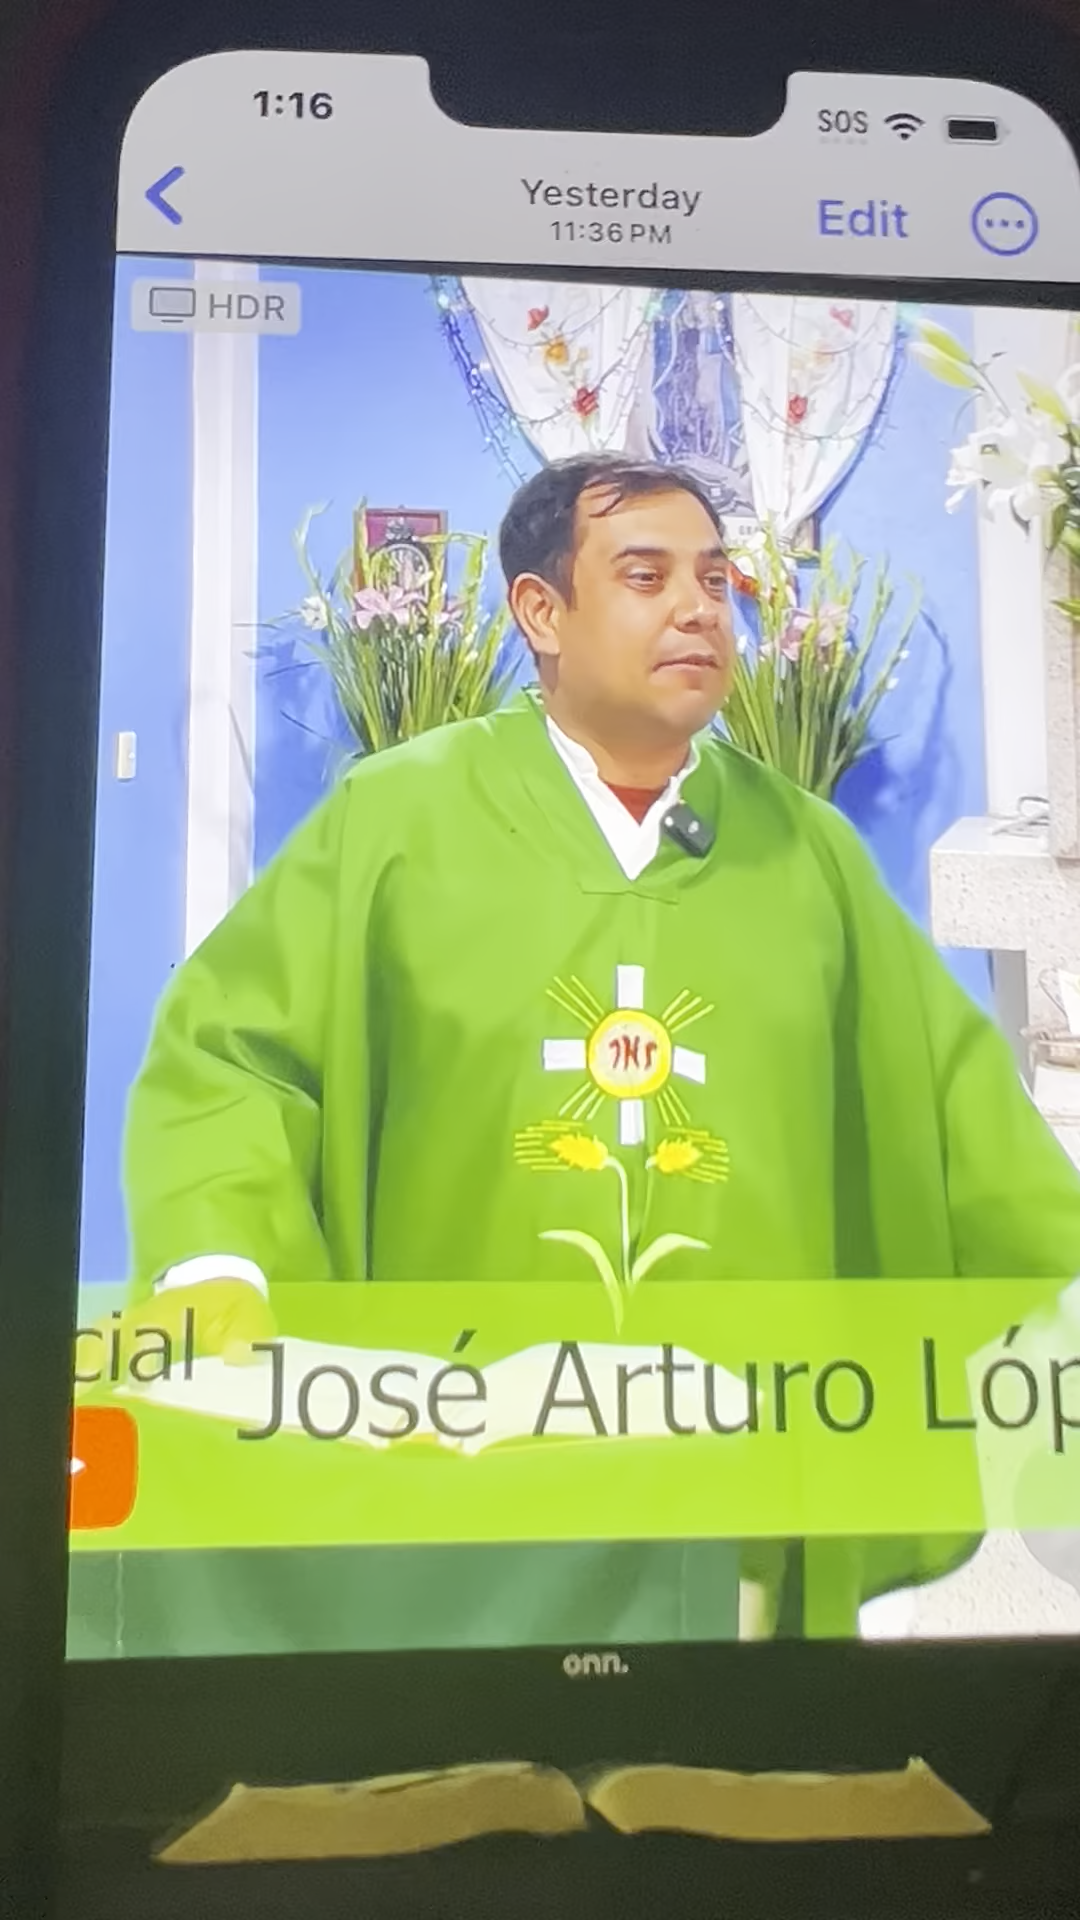 1:16
SOS
Yesterday
11:36 PM
Edit
HDR
JHS
cial
José Arturo Lóp
onn.